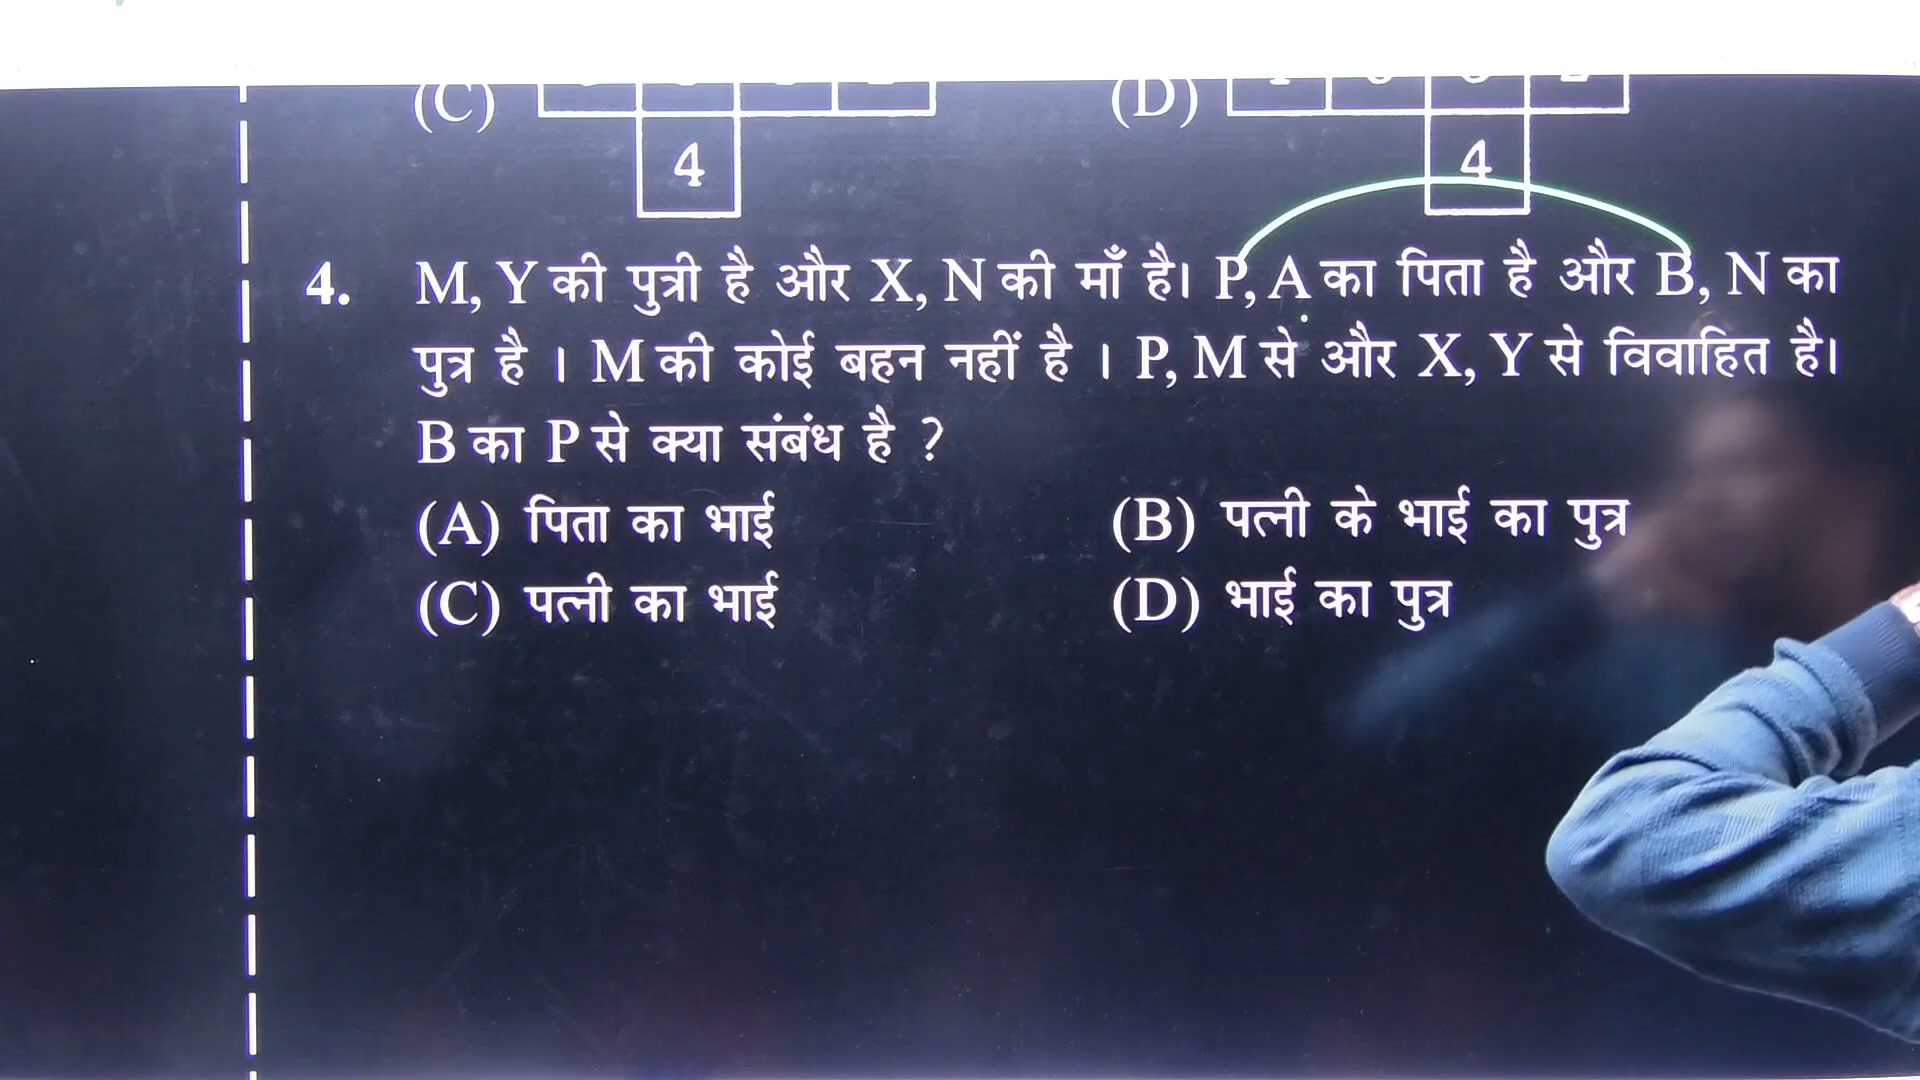 (C)
(D)
4
4
4. M, Y की पुत्री है और X, N की माँ है। P, A का पिता है और B, N का
पुत्र है । M की कोई बहन नहीं है । P, M से और X, Y से विवाहित है।
B का P से क्या संबंध है ?
(A) पिता का भाई
(B) पत्नी के भाई का पुत्र
(C) पत्नी का भाई
(D) भाई का पुत्र